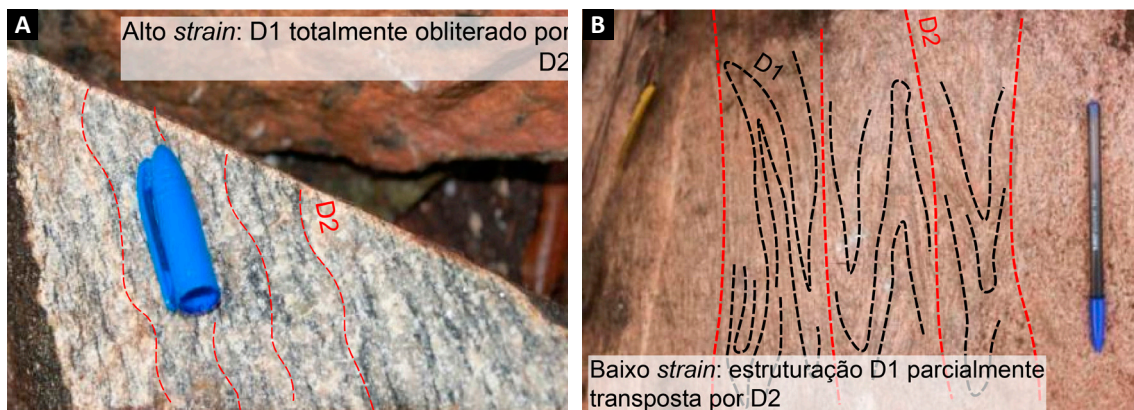 A
Alto strain: D1 totalmente obliterado por
D2
D2
B
D2
D1
Baixo strain: estruturação D1 parcialmente
transposta por D2